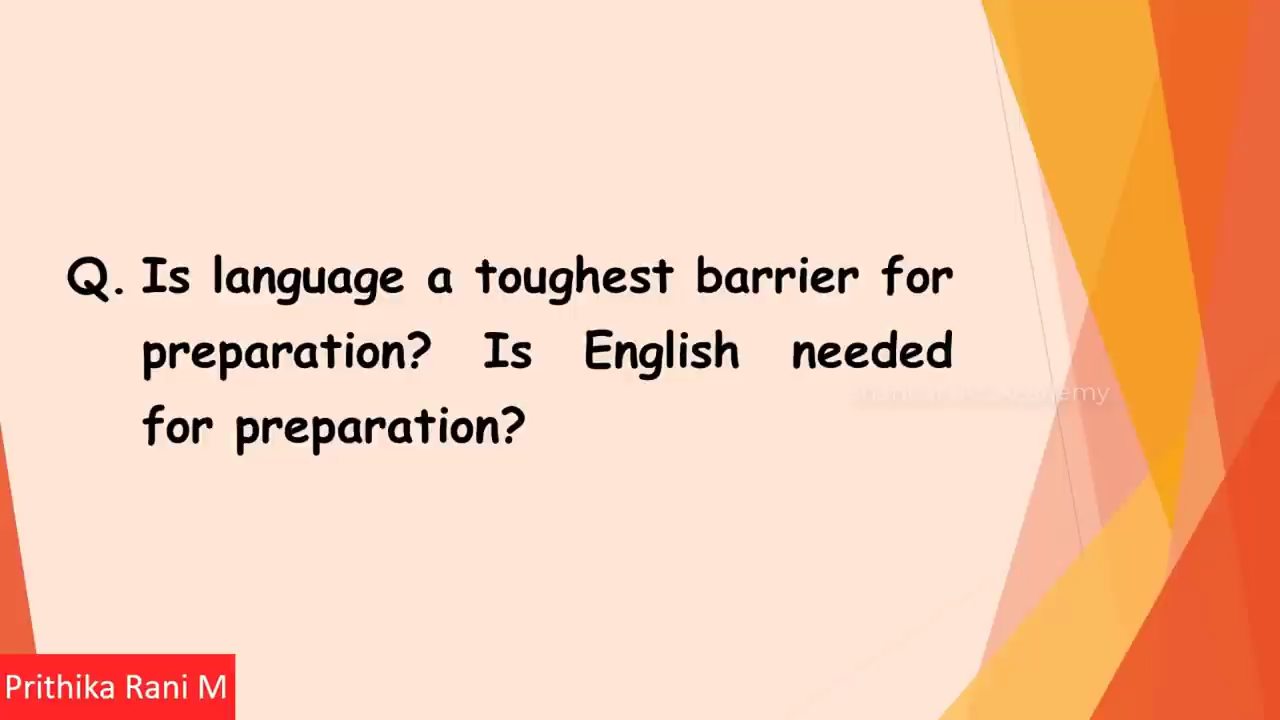 Q. Is language a toughest barrier for
preparation? Is English needed
for preparation?
Prithika Rani M